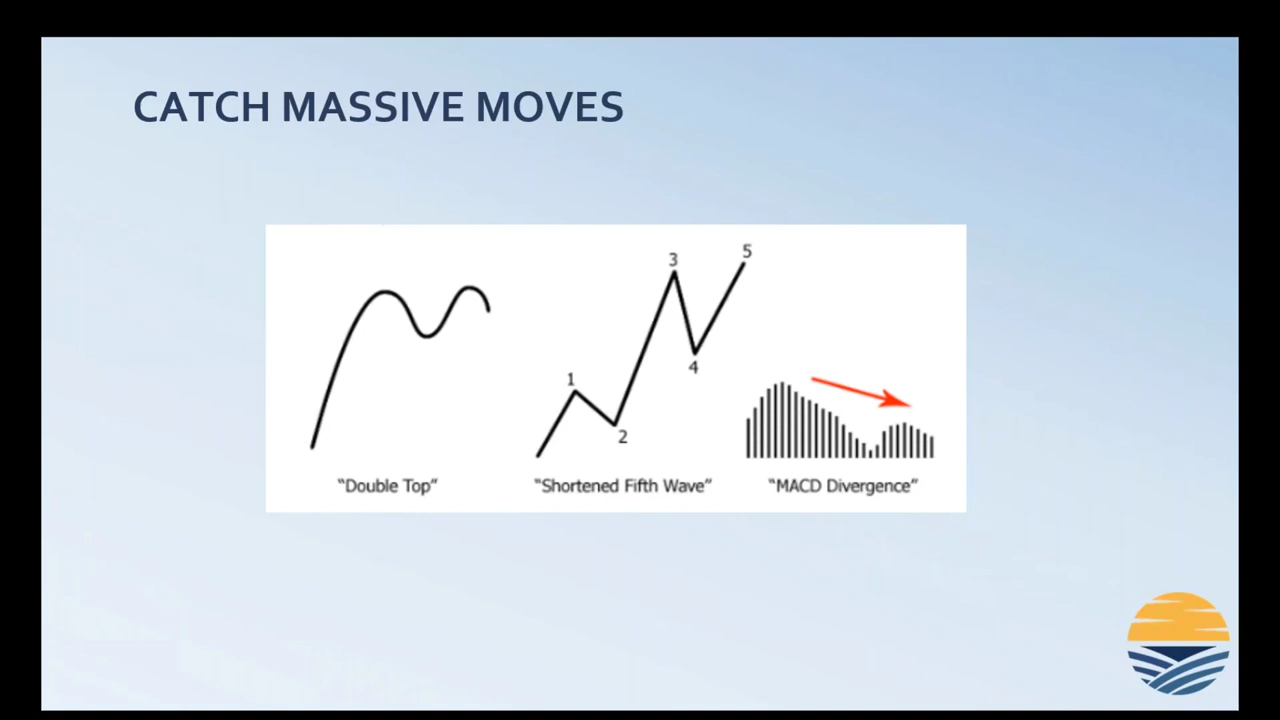 CATCH MASSIVE MOVES
3
5
1
4
2
“Double Top”
“Shortened Fifth Wave”
“MACD Divergence”